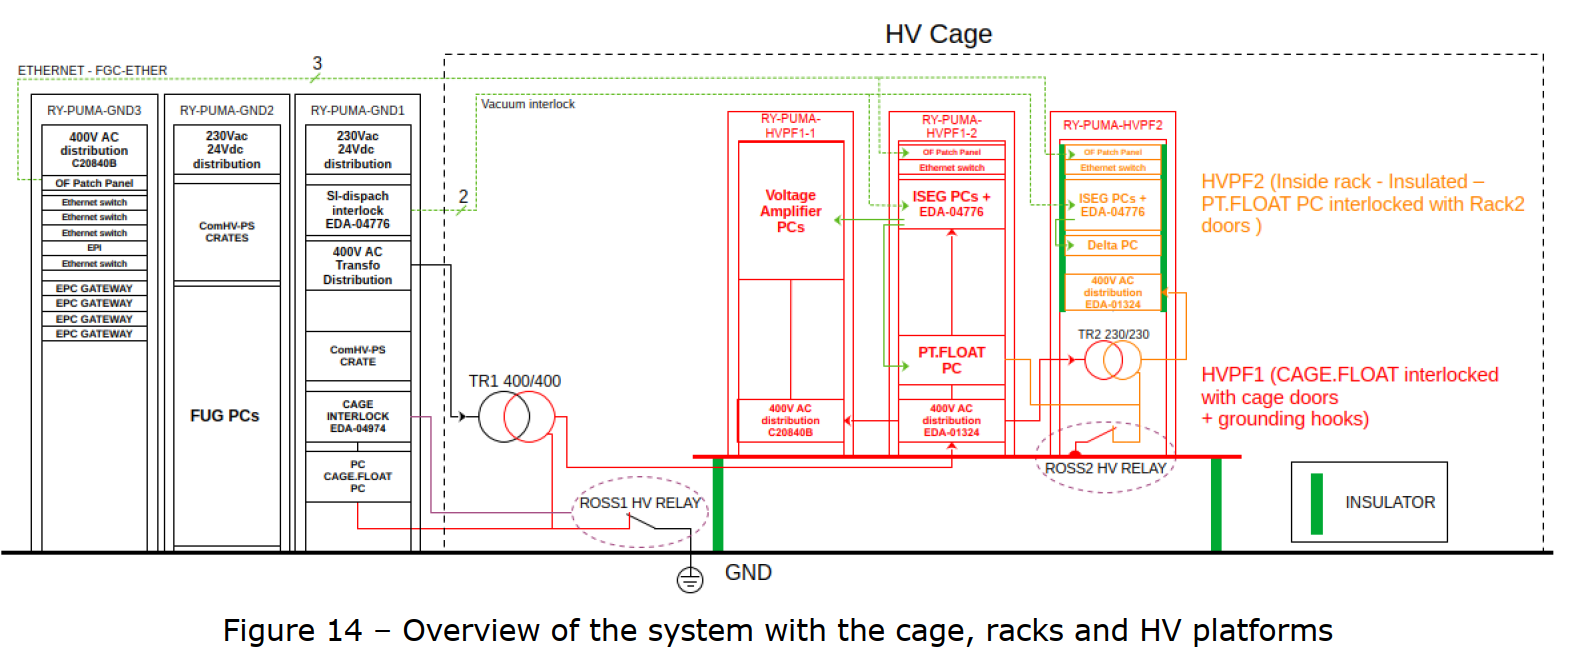 HV Cage
ETHERNET - FGC-ETHER
3
Vacuum interlock
2
RY-PUMA-GND3
400V AC
distribution
C20840B
OF Patch Panel
Ethernet switch
Ethernet switch
Ethernet switch
EPI
Ethernet switch
EPC GATEWAY
EPC GATEWAY
EPC GATEWAY
EPC GATEWAY
RY-PUMA-GND2
230Vac
24Vdc
distribution
ComHV-PS
CRATES
FUG PCs
RY-PUMA-GND1
230Vac
24Vdc
distribution
SI-dispach
interlock
EDA-04776
400V AC
Transfo
Distribution
ComHV-PS
CRATE
CAGE
INTERLOCK
EDA-04974
PC
CAGE.FLOAT
PC
TR1 400/400
ROSS1 HV RELAY
GND
RY-PUMA-
HVPF1-1
Voltage
Amplifier
PCs
400V AC
distribution
C20840B
RY-PUMA-
HVPF1-2
OF Patch Panel
Ethernet switch
ISEG PCs +
EDA-04776
PT.FLOAT
PC
400V AC
distribution
EDA-01324
RY-PUMA-HVPF2
OF Patch Panel
Ethernet switch
ISEG PCs +
EDA-04776
Delta PC
400V AC
distribution
EDA-01324
TR2 230/230
ROSS2 HV RELAY
HVPF2 (Inside rack - Insulated –
PT.FLOAT PC interlocked with Rack2
doors )
HVPF1 (CAGE.FLOAT interlocked
with cage doors
+ grounding hooks)
INSULATOR
Figure 14 – Overview of the system with the cage, racks and HV platforms